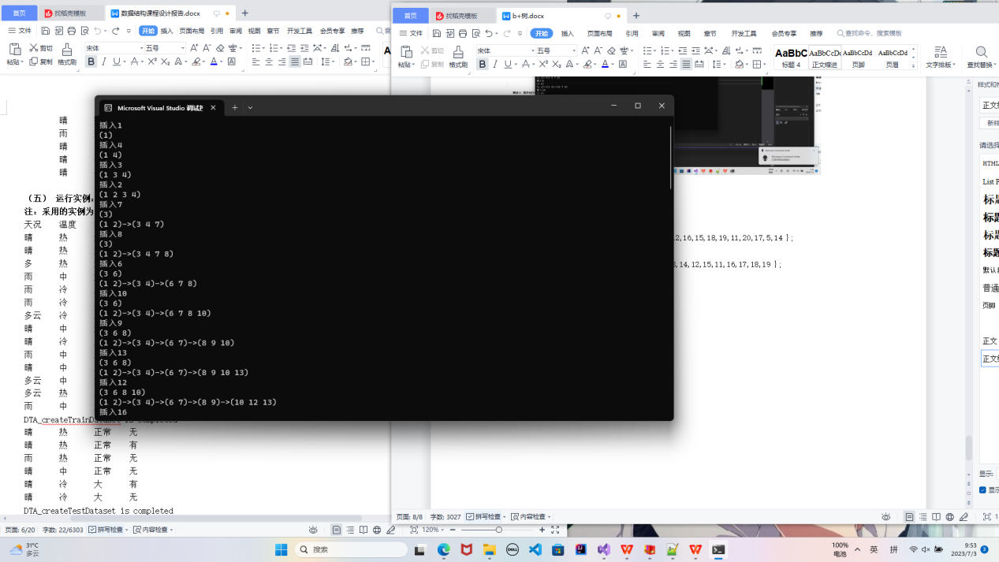 首页
找稻壳模板
数据结构课程设计报告.docx
首页
找稻壳模板
b+树.docx
文件
开始 插入 页面布局 引用 审阅 视图 章节 开发工具 会员专享 推荐
文件
开始 插入 页面布局 引用 审阅 视图 章节 开发工具 会员专享 推荐 查找命令、搜索模板
粘贴
剪切
复制
格式刷
宋体
五号
粘贴
剪切
复制
格式刷
宋体
五号
AaBbC
标题 4
AaBbCcDc
正文缩进
AaBbCcDd
页脚
AaBbCcDd
页眉
文字排版
查找替换
晴
雨
晴
晴
晴
（五） 运行实例：
注：采用的实例为
天况 温度
晴 热
晴 热
多 热
雨 中
雨 冷
雨 冷
多云 冷
晴 中
晴 冷
雨 中
晴 中
多云 中
多云 热
雨 中
DTA_createTrainDataset is completed
晴 热 正常 无
晴 热 正常 有
雨 热 正常 无
晴 中 正常 无
晴 冷 大 有
晴 冷 大 无
DTA_createTestDataset is completed
Microsoft Visual Studio 调试
插入1
(1)
插入4
(1 4)
插入3
(1 3 4)
插入2
(1 2 3 4)
插入7
(3)
(1 2)->(3 4 7)
插入8
(3)
(1 2)->(3 4 7 8)
插入6
(3 6)
(1 2)->(3 4)->(6 7 8)
插入10
(3 6)
(1 2)->(3 4)->(6 7 8 10)
插入9
(3 6 8)
(1 2)->(3 4)->(6 7)->(8 9 10)
插入13
(3 6 8)
(1 2)->(3 4)->(6 7)->(8 9 10 13)
插入12
(3 6 8 10)
(1 2)->(3 4)->(6 7)->(8 9)->(10 12 13)
插入16
2,16,15,18,19,11,20,17,5,14 };
,14,12,15,11,16,17,18,19 };
样式和
正文
新样
请选择
HTML
List P
标题
标题
标题
标题
默认
普通
页脚
正文
正文
显示:
显示
页面: 6/20 字数: 22/6303 拼写检查 内容检查
页面: 8/8 字数: 3027 拼写检查 内容检查
120%
31°C
多云
搜索
100%
电池
英
拼
9:53
2023/7/3
3